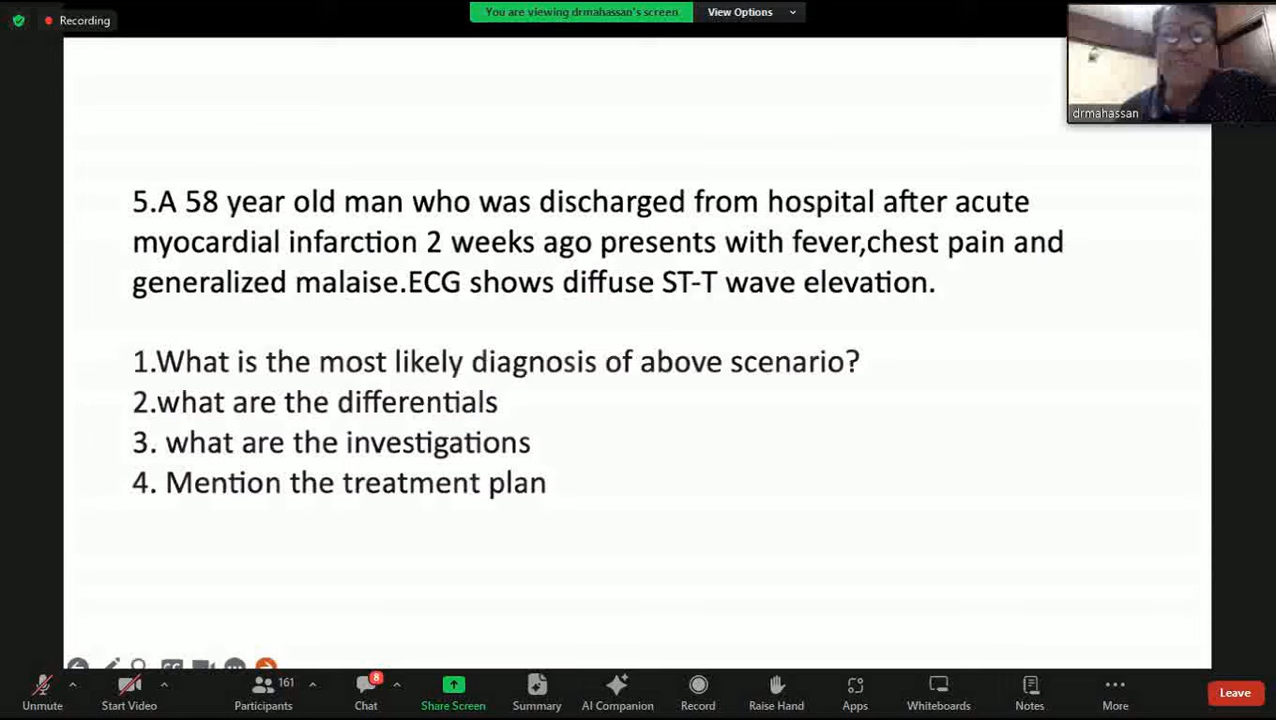 You are viewing drmahassan's screen
View Options
Recording
drmahassan
5.A 58 year old man who was discharged from hospital after acute
myocardial infarction 2 weeks ago presents with fever,chest pain and
generalized malaise.ECG shows diffuse ST-T wave elevation.
1.What is the most likely diagnosis of above scenario?
2.what are the differentials
3. what are the investigations
4. Mention the treatment plan
161
8
Unmute
Start Video
Participants
Chat
Share Screen
Summary
AI Companion
Record
Raise Hand
Apps
Whiteboards
Notes
More
Leave